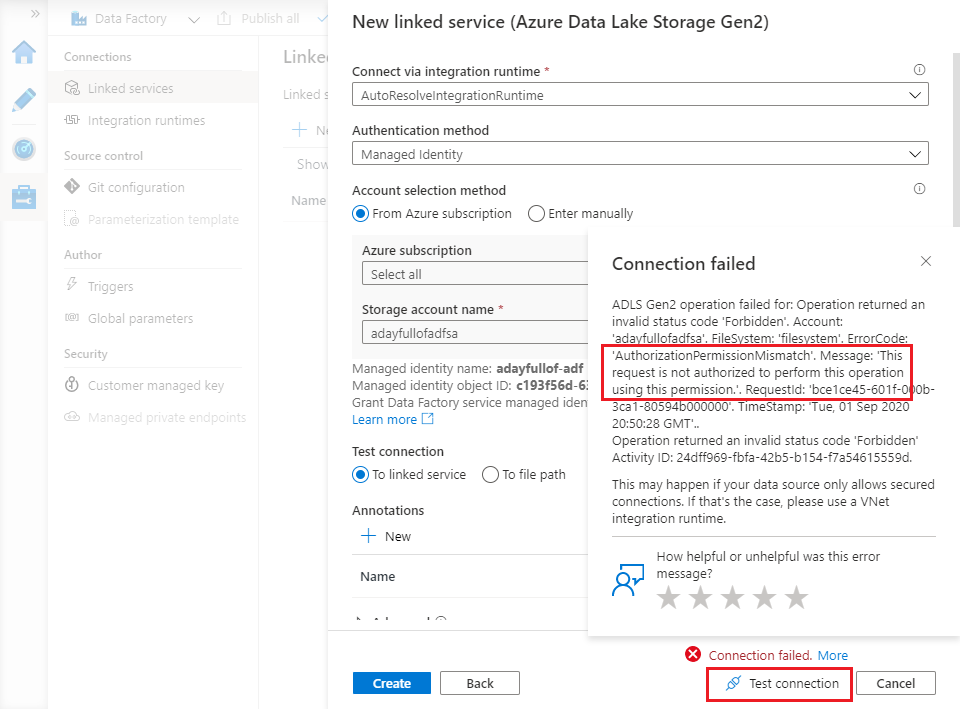 Data Factory
Publish all
Connections
Linked services
Integration runtimes
Source control
Git configuration
Parameterization template
Author
Triggers
Global parameters
Security
Customer managed key
Managed private endpoints
Linke
Linked s
Ne
Show
Name
New linked service (Azure Data Lake Storage Gen2)
Connect via integration runtime *
AutoResolveIntegrationRuntime
Authentication method
Managed Identity
Account selection method
From Azure subscription
Enter manually
Azure subscription
Select all
Storage account name *
adayfullofadfsa
Managed identity name: adayfullof-adf
Managed identity object ID: c193f56d-63
Grant Data Factory service managed iden
Learn more
Test connection
To linked service
To file path
Annotations
New
Name
Connection failed
ADLS Gen2 operation failed for: Operation returned an
invalid status code 'Forbidden'. Account:
'adayfullofadfsa'. FileSystem: 'filesystem'. ErrorCode:
'AuthorizationPermissionMismatch'. Message: 'This
request is not authorized to perform this operation
using this permission.'. RequestId: 'bce1ce45-601f-000b-
3ca1-80594b000000'. TimeStamp: 'Tue, 01 Sep 2020
20:50:28 GMT'..
Operation returned an invalid status code 'Forbidden'
Activity ID: 24dff969-fbfa-42b5-b154-f7a54615559d.
This may happen if your data source only allows secured
connections. If that's the case, please use a VNet
integration runtime.
How helpful or unhelpful was this error
message?
Connection failed. More
Create
Back
Test connection
Cancel